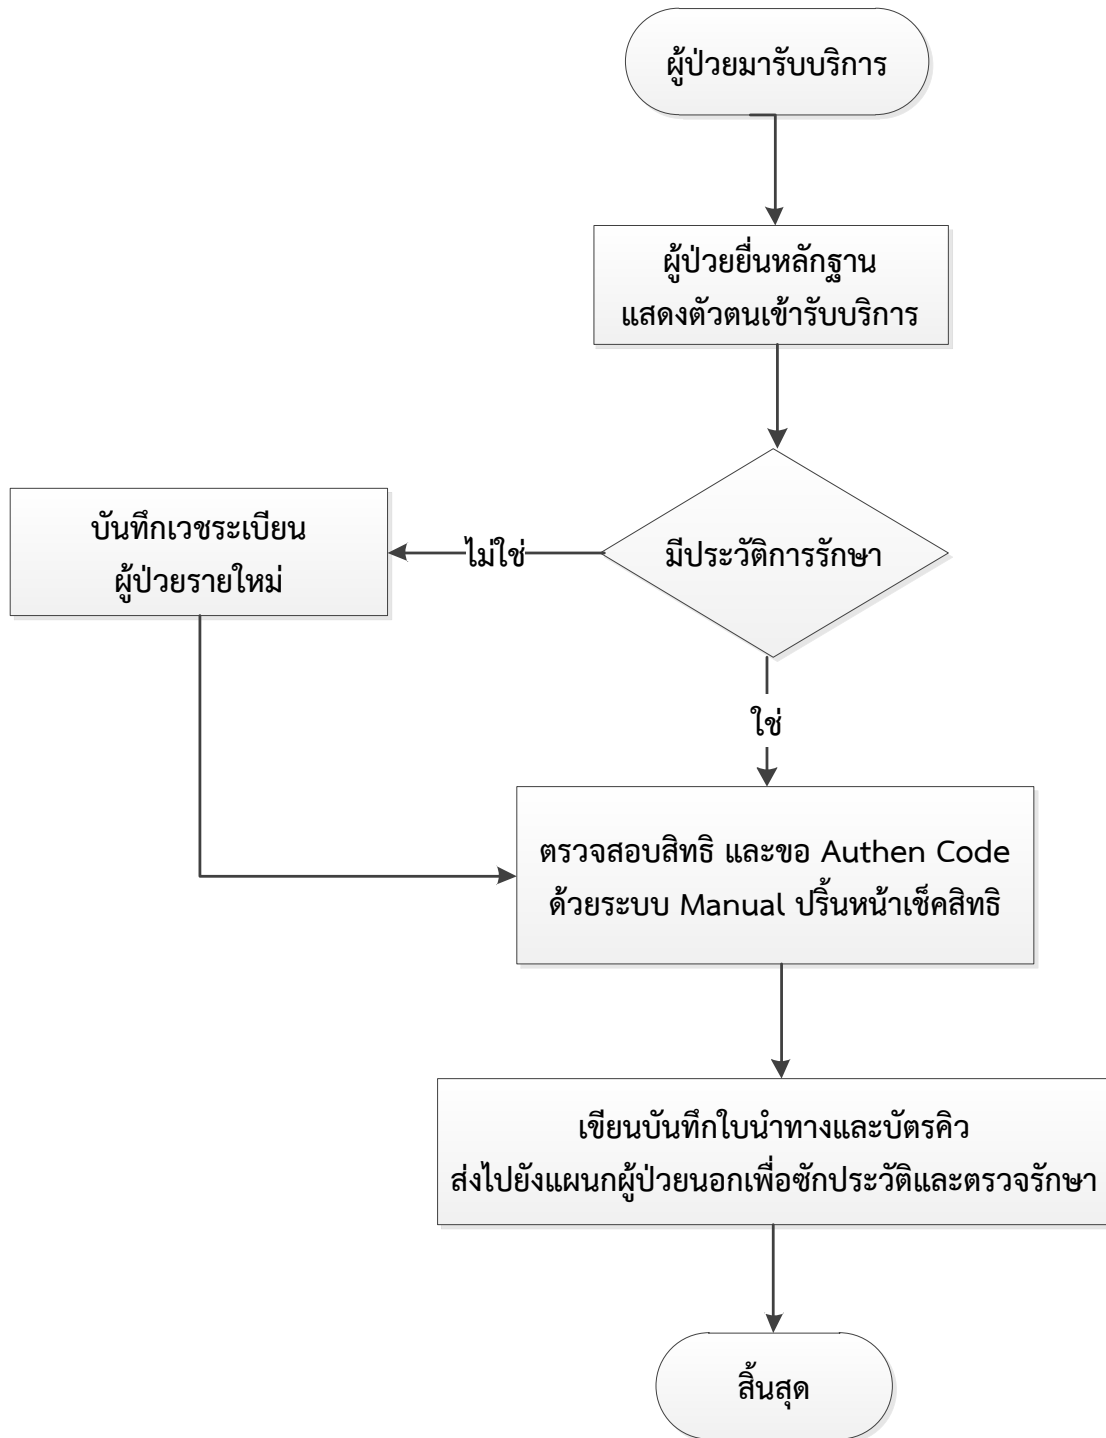 ผู้ป่วยมารับบริการ
ผู้ป่วยยื่นหลักฐาน
แสดงตัวตนเข้ารับบริการ
มีประวัติการรักษา
ไม่ใช่
บันทึกเวชระเบียน
ผู้ป่วยรายใหม่
ใช่
ตรวจสอบสิทธิ และขอ Authen Code
ด้วยระบบ Manual ปริ้นหน้าเช็คสิทธิ
เขียนบันทึกใบนำทางและบัตรคิว
ส่งไปยังแผนกผู้ป่วยนอกเพื่อซักประวัติและตรวจรักษา
สิ้นสุด